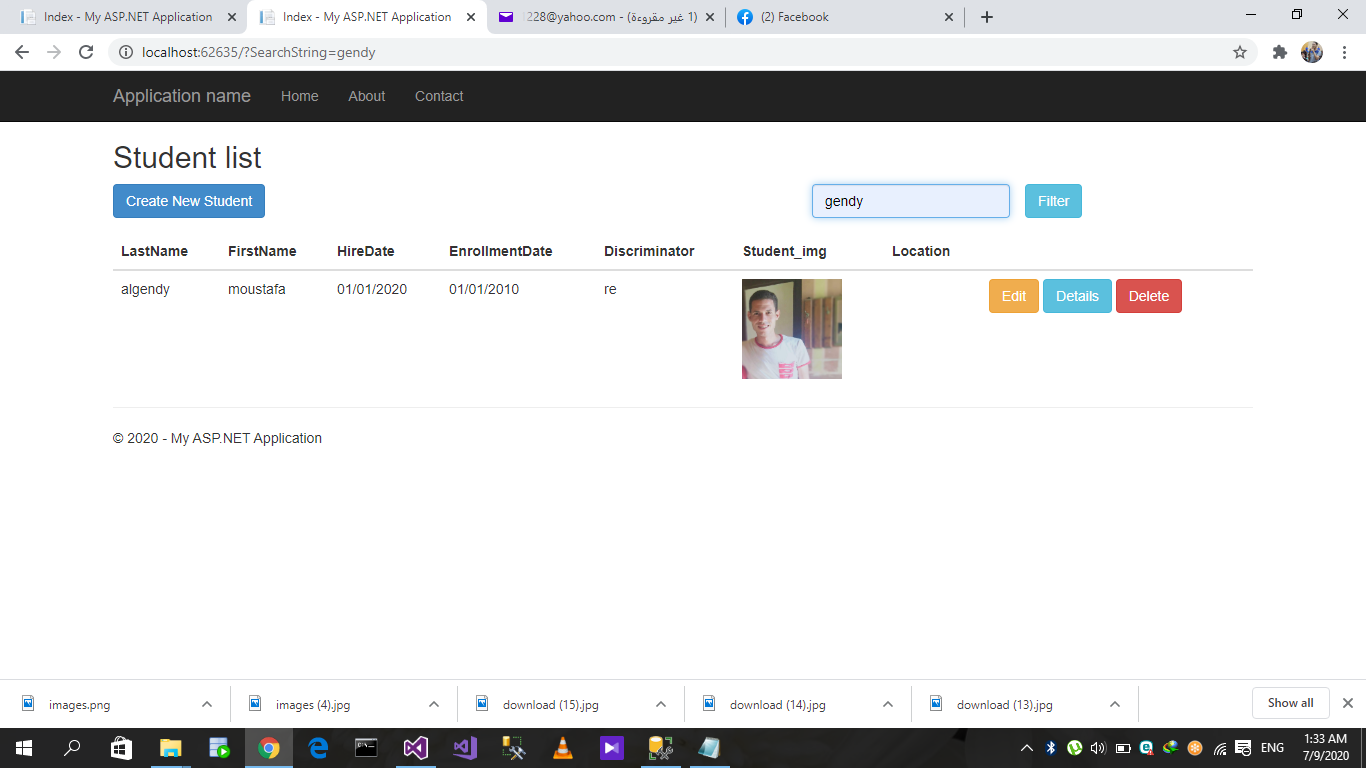 Index - My ASP.NET Application
Index - My ASP.NET Application
1228@yahoo.com - (1 غير مقروءة)
(2) Facebook
localhost:62635/?SearchString=gendy
Application name Home About Contact
Student list
Create New Student gendy Filter
LastName FirstName HireDate EnrollmentDate Discriminator Student_img Location
algendy moustafa 01/01/2020 01/01/2010 re Edit Details Delete
© 2020 - My ASP.NET Application
images.png images (4).jpg download (15).jpg download (14).jpg download (13).jpg Show all
ENG
1:33 AM
7/9/2020